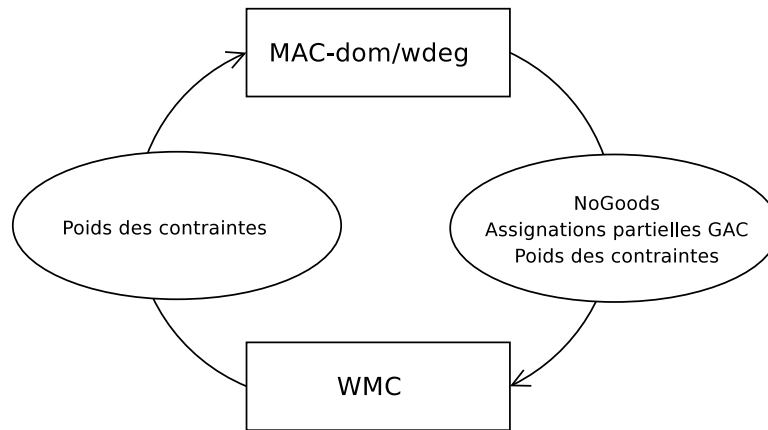 MAC-dom/wdeg
Poids des contraintes
NoGoods
Assignations partielles GAC
Poids des contraintes
WMC